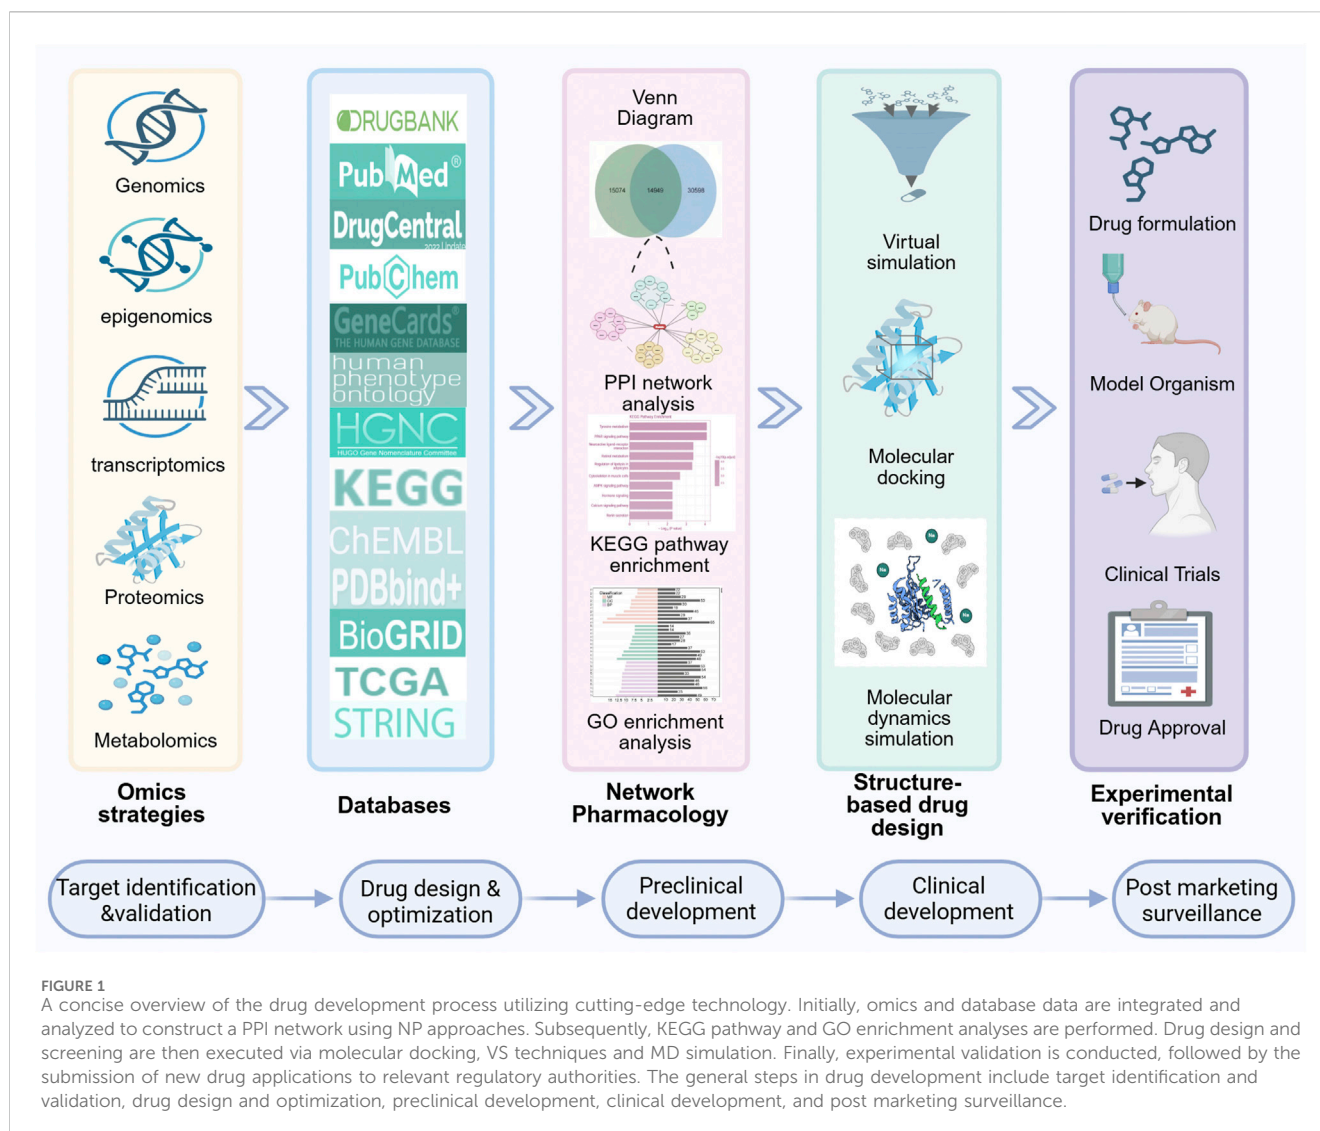 Genomics
epigenomics
transcriptomics
Proteomics
Metabolomics
Omics
strategies
DRUGBANK
PubMed®
DrugCentral
2022 Update
PubChem
GeneCards®
THE HUMAN GENE DATABASE
human
phenotype
ontology
HGNC
HUGO Gene Nomenclature Committee
KEGG
ChEMBL
PDBbind+
BioGRID
TCGA
STRING
Databases
Venn
Diagram
15074 14949 30598
PPI network
analysis
KEGG pathway
enrichment
GO enrichment
analysis
Network
Pharmacology
Virtual
simulation
Molecular
docking
Na
Na
Na
Molecular
dynamics
simulation
Structure-
based drug
design
Drug formulation
Model Organism
Clinical Trials
Drug Approval
Experimental
verification
Target identification
&validation
Drug design &
optimization
Preclinical
development
Clinical
development
Post marketing
surveillance
FIGURE 1
A concise overview of the drug development process utilizing cutting-edge technology. Initially, omics and database data are integrated and
analyzed to construct a PPI network using NP approaches. Subsequently, KEGG pathway and GO enrichment analyses are performed. Drug design and
screening are then executed via molecular docking, VS techniques and MD simulation. Finally, experimental validation is conducted, followed by the
submission of new drug applications to relevant regulatory authorities. The general steps in drug development include target identification and
validation, drug design and optimization, preclinical development, clinical development, and post marketing surveillance.